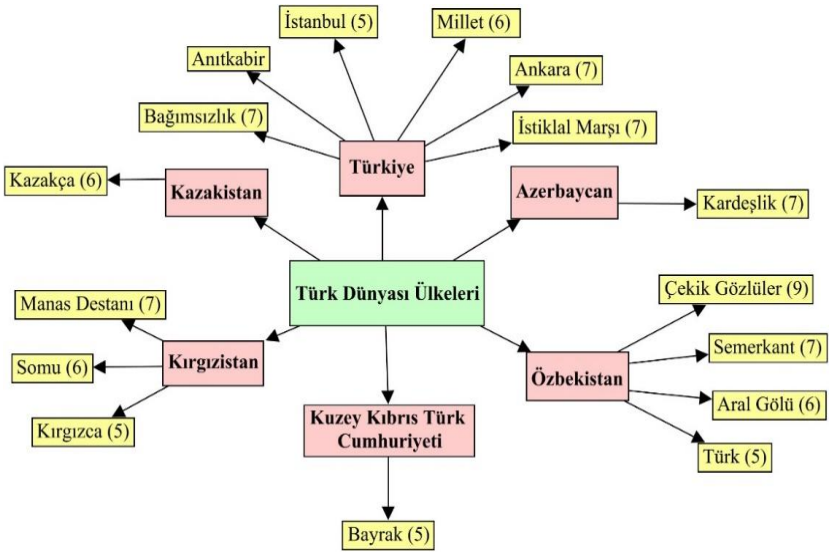 İstanbul (5)
Millet (6)
Anıtkabir
Ankara (7)
Bağımsızlık (7)
İstiklal Marşı (7)
Türkiye
Kazakça (6)
Kazakistan
Azerbaycan
Kardeşlik (7)
Türk Dünyası Ülkeleri
Çekik Gözlüler (9)
Manas Destanı (7)
Semerkant (7)
Somu (6)
Kırgızistan
Özbekistan
Aral Gölü (6)
Kırgızca (5)
Kuzey Kıbrıs Türk
Cumhuriyeti
Türk (5)
Bayrak (5)